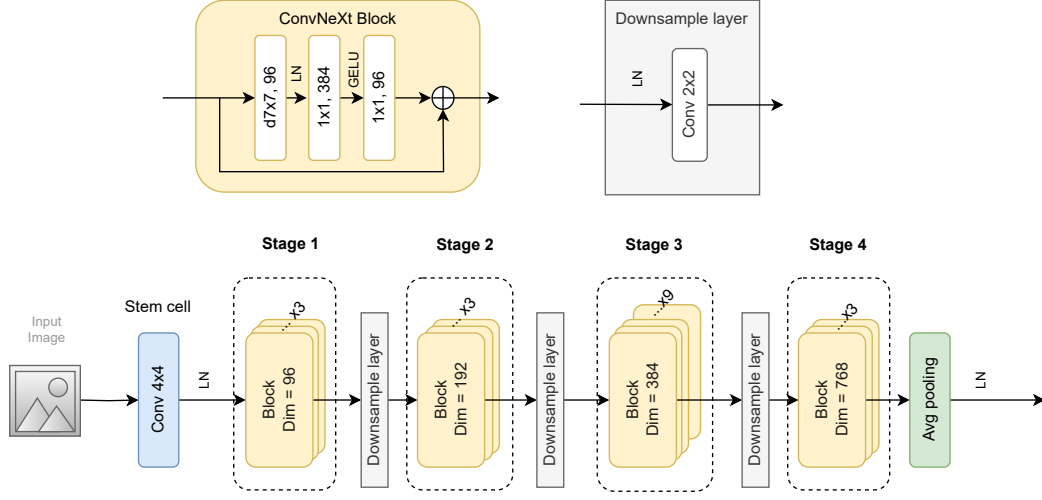 ConvNeXt Block
d7x7, 96
LN
1x1, 384
GELU
1x1, 96
Downsample layer
LN
Conv 2x2
Stage 1
Stage 2
Stage 3
Stage 4
Input
Image
Stem cell
Conv 4x4
LN
...x3
Block
Dim = 96
Downsample layer
...x3
Block
Dim = 192
Downsample layer
...x9
Block
Dim = 384
Downsample layer
...x3
Block
Dim = 768
Avg pooling
LN